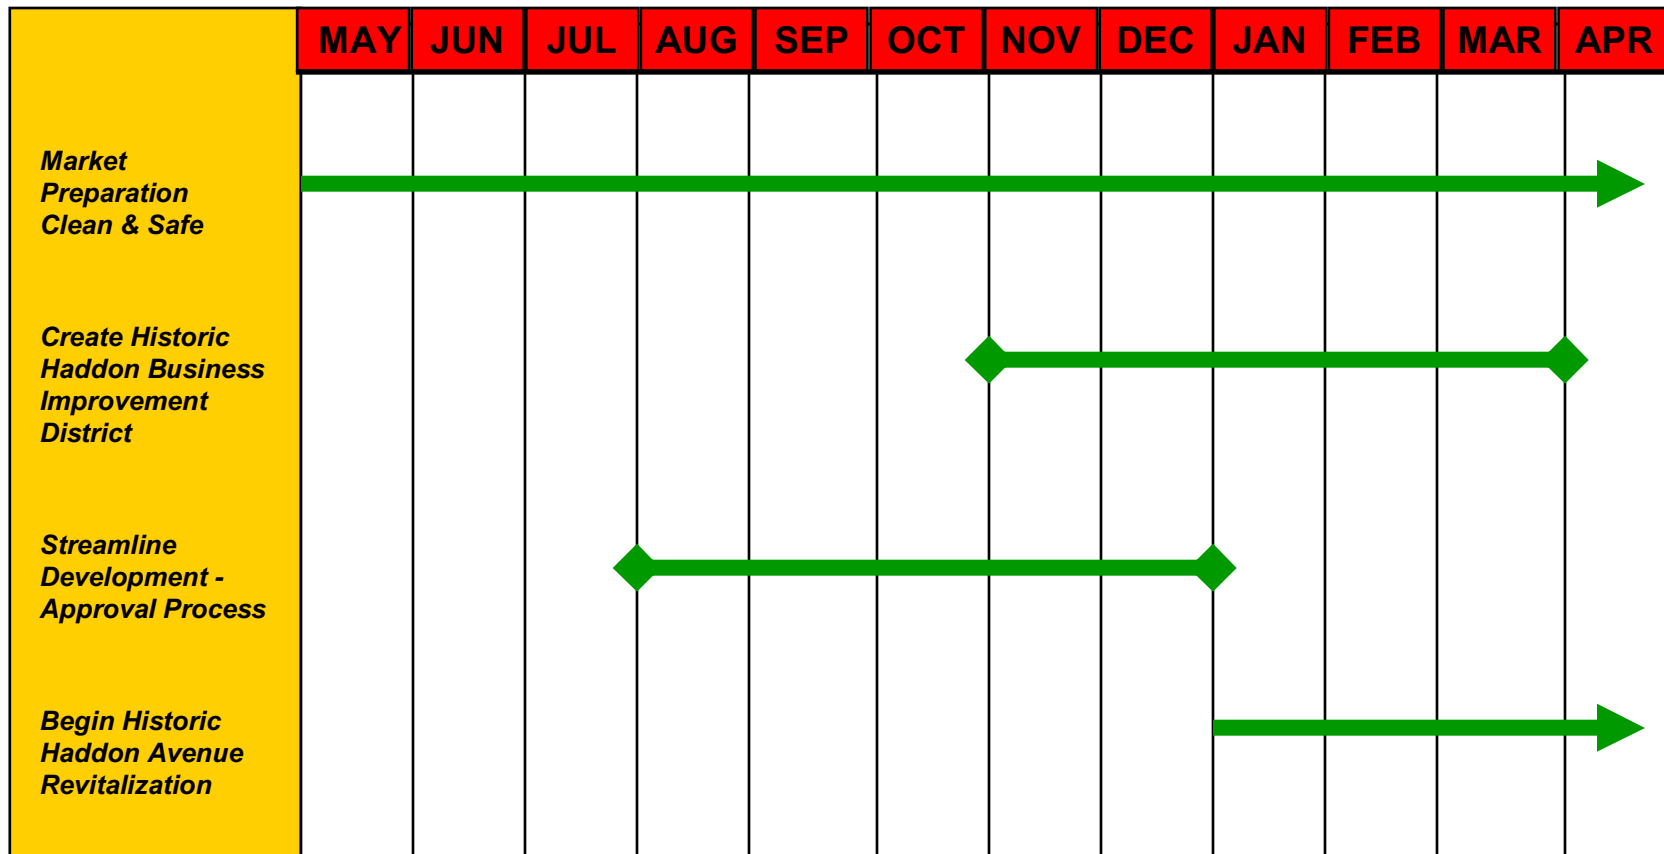 MAY JUN JUL AUG SEP OCT NOV DEC JAN FEB MAR APR
Market
Preparation
Clean & Safe
Create Historic
Haddon Business
Improvement
District
Streamline
Development -
Approval Process
Begin Historic
Haddon Avenue
Revitalization